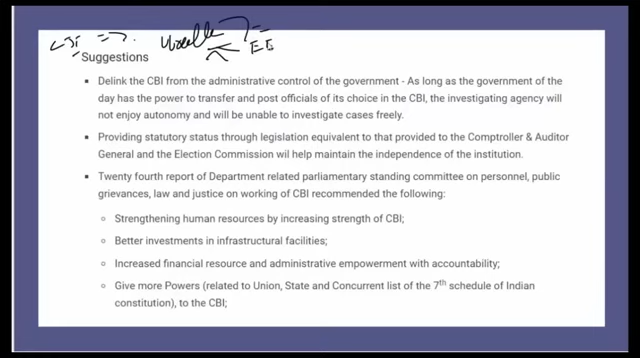 CBI =>
Suggestions
▪ Delink the CBI from the administrative control of the government - As long as the government of the
day has the power to transfer and post officials of its choice in the CBI, the investigating agency will
not enjoy autonomy and will be unable to investigate cases freely.
▪ Providing statutory status through legislation equivalent to that provided to the Comptroller & Auditor
General and the Election Commission will help maintain the independence of the institution.
▪ Twenty fourth report of Department related parliamentary standing committee on personnel, public
grievances, law and justice on working of CBI recommended the following:
○ Strengthening human resources by increasing strength of CBI;
○ Better investments in infrastructural facilities;
○ Increased financial resource and administrative empowerment with accountability;
○ Give more Powers (related to Union, State and Concurrent list of the 7th schedule of Indian
constitution), to the CBI;